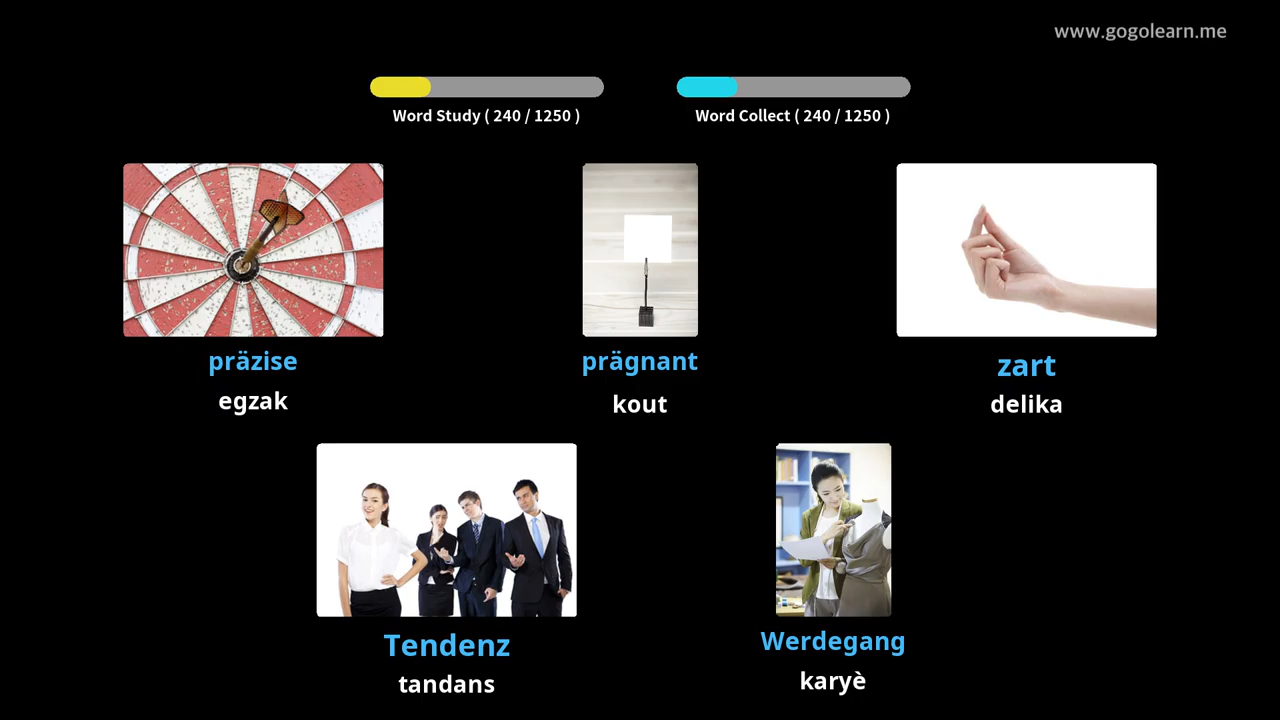 www.gogolearn.me
Word Study ( 240 / 1250 )
Word Collect ( 240 / 1250 )
präzise
egzak
prägnant
kout
zart
delika
Tendenz
tandans
Werdegang
karyè